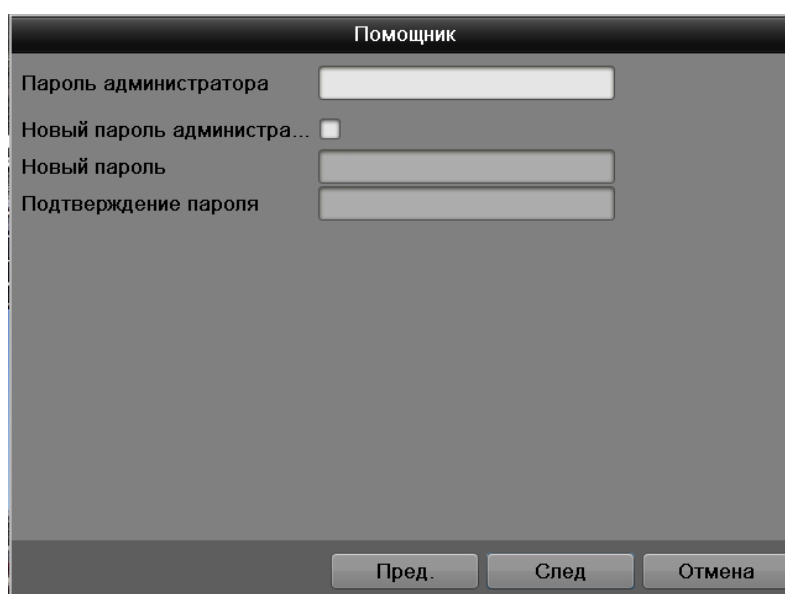 Помощник
Пароль администратора
Новый пароль администра...
Новый пароль
Подтверждение пароля
Пред. След Отмена